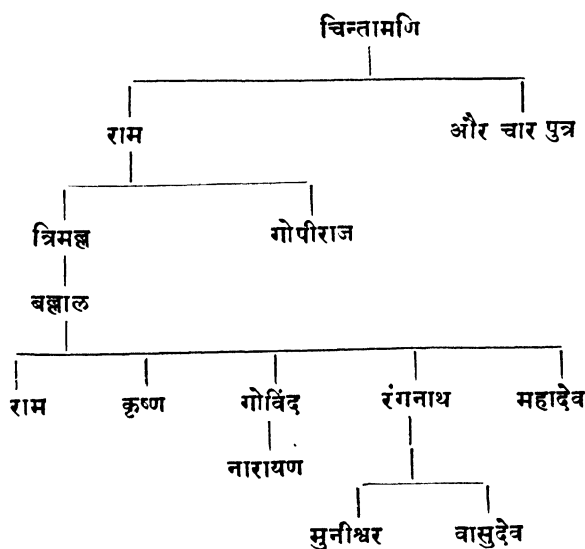 चिन्तामणि
राम और चार पुत्र
त्रिमल्ल गोपीराज
बल्लाल
राम कृष्ण गोविंद रंगनाथ महादेव
नारायण
मुनीश्वर वासुदेव